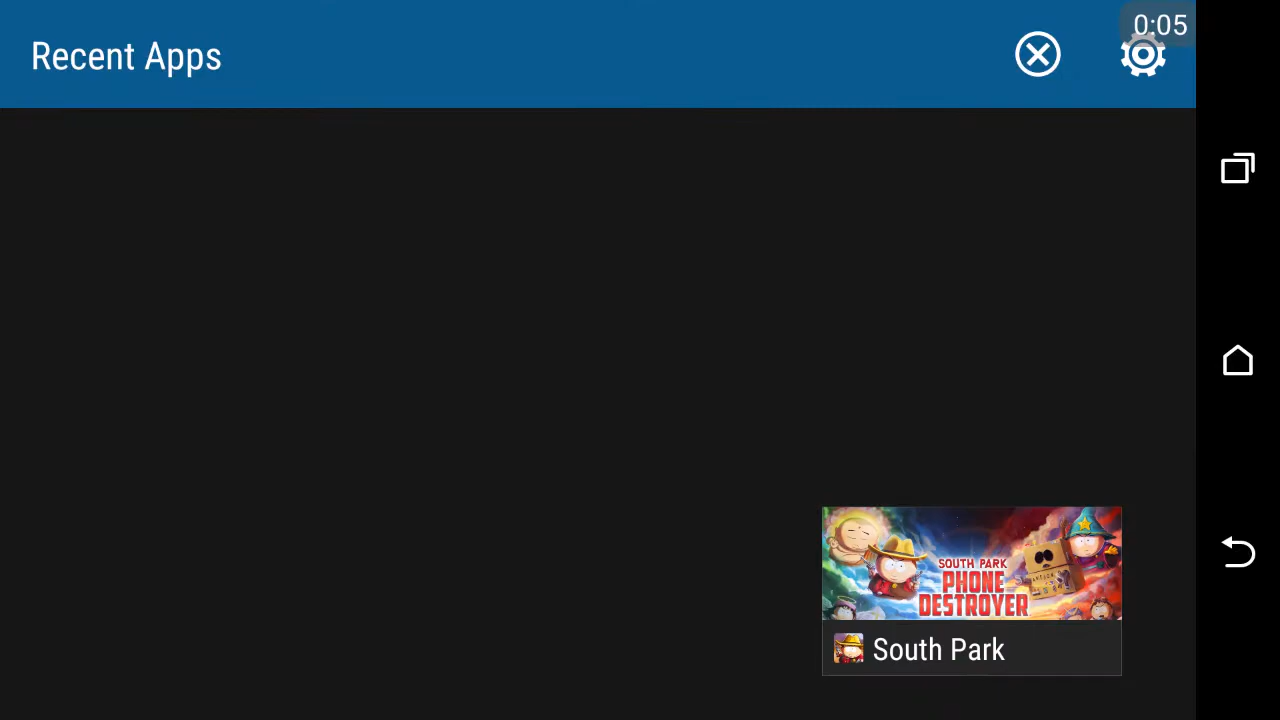 0:05
Recent Apps
SOUTH PARK
PHONE
DESTROYER
South Park